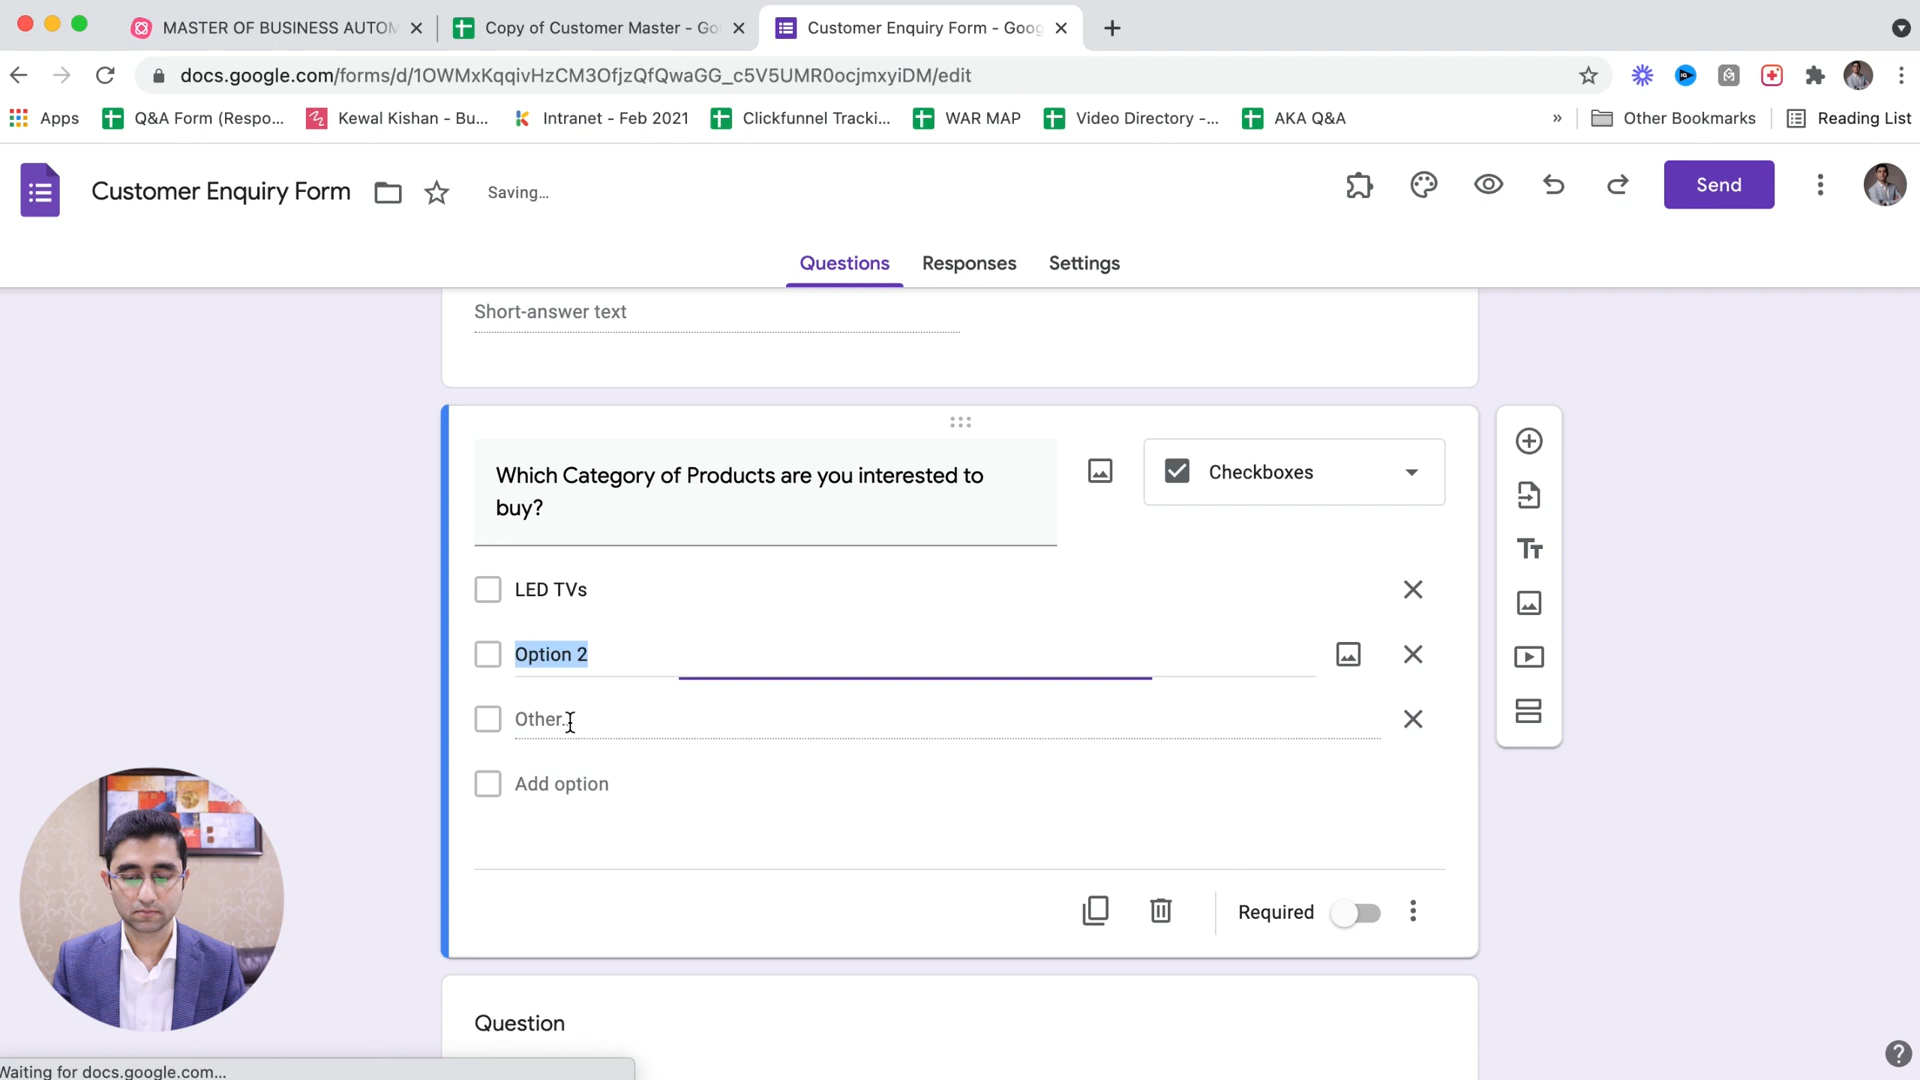 MASTER OF BUSINESS AUTOM
Copy of Customer Master - Go
Customer Enquiry Form - Goog
docs.google.com/forms/d/1OWMxKqqivHzCM3OfjzQfQwaGG_c5V5UMR0ocjmxyiDM/edit
Apps
Q&A Form (Respo...
Kewal Kishan - Bu...
Intranet - Feb 2021
Clickfunnel Tracki...
WAR MAP
Video Directory -...
AKA Q&A
»
Other Bookmarks
Reading List
Customer Enquiry Form
Saving...
Send
Questions
Responses
Settings
Short-answer text
Which Category of Products are you interested to
buy?
Checkboxes
LED TVs
Option 2
Other...
Add option
Required
Question
Waiting for docs.google.com...